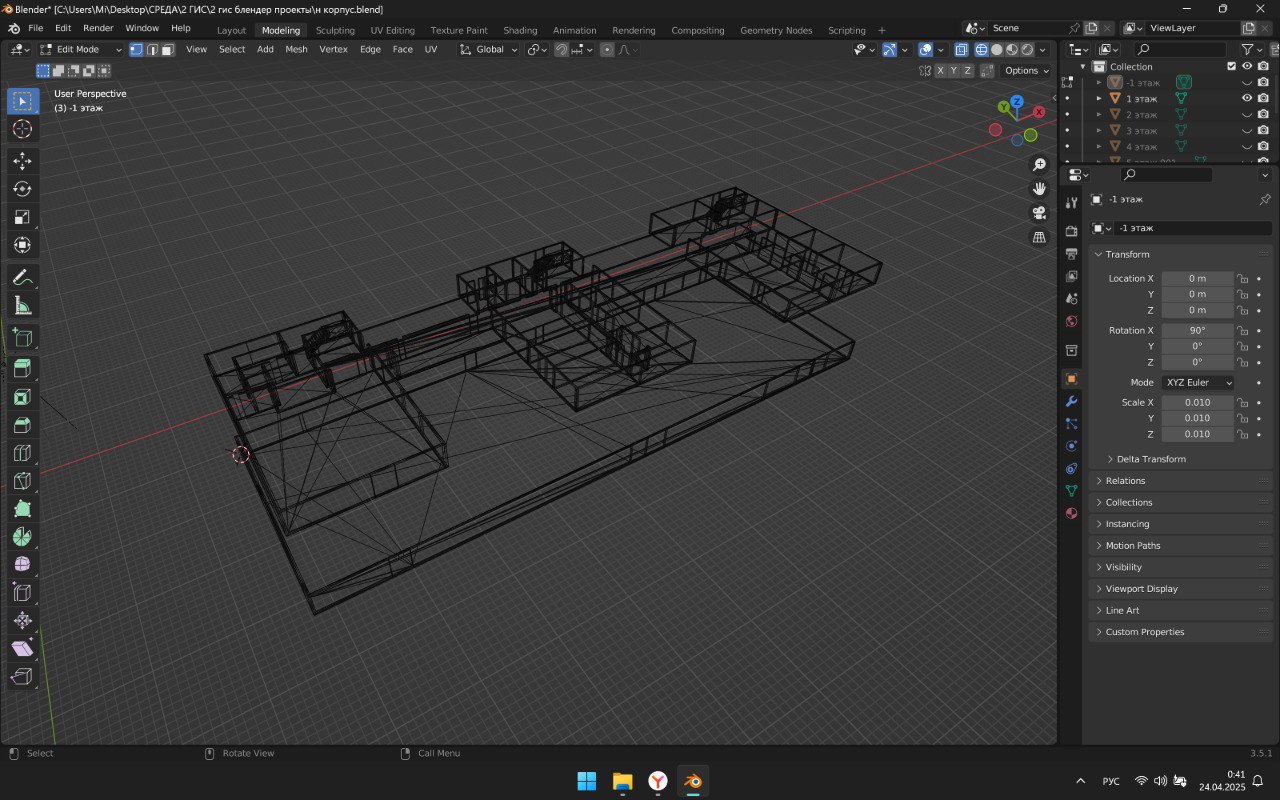 Blender* [C:\Users\Mi\Desktop\СРЕДА\2 ГИС\2 гис блендер проекты\н корпус.blend]
File Edit Render Window Help Layout Modeling Sculpting UV Editing Texture Paint Shading Animation Rendering Compositing Geometry Nodes Scripting + Scene ViewLayer
Edit Mode View Select Add Mesh Vertex Edge Face UV Global
X Y Z Options
User Perspective
(3) -1 этаж
Z
Y
X
Collection
-1 этаж
1 этаж
2 этаж
3 этаж
4 этаж
-1 этаж
-1 этаж
Transform
Location X 0 m
Y 0 m
Z 0 m
Rotation X 90°
Y 0°
Z 0°
Mode XYZ Euler
Scale X 0.010
Y 0.010
Z 0.010
Delta Transform
Relations
Collections
Instancing
Motion Paths
Visibility
Viewport Display
Line Art
Custom Properties
Select Rotate View Call Menu 3.5.1
РУС
0:41
24.04.2025